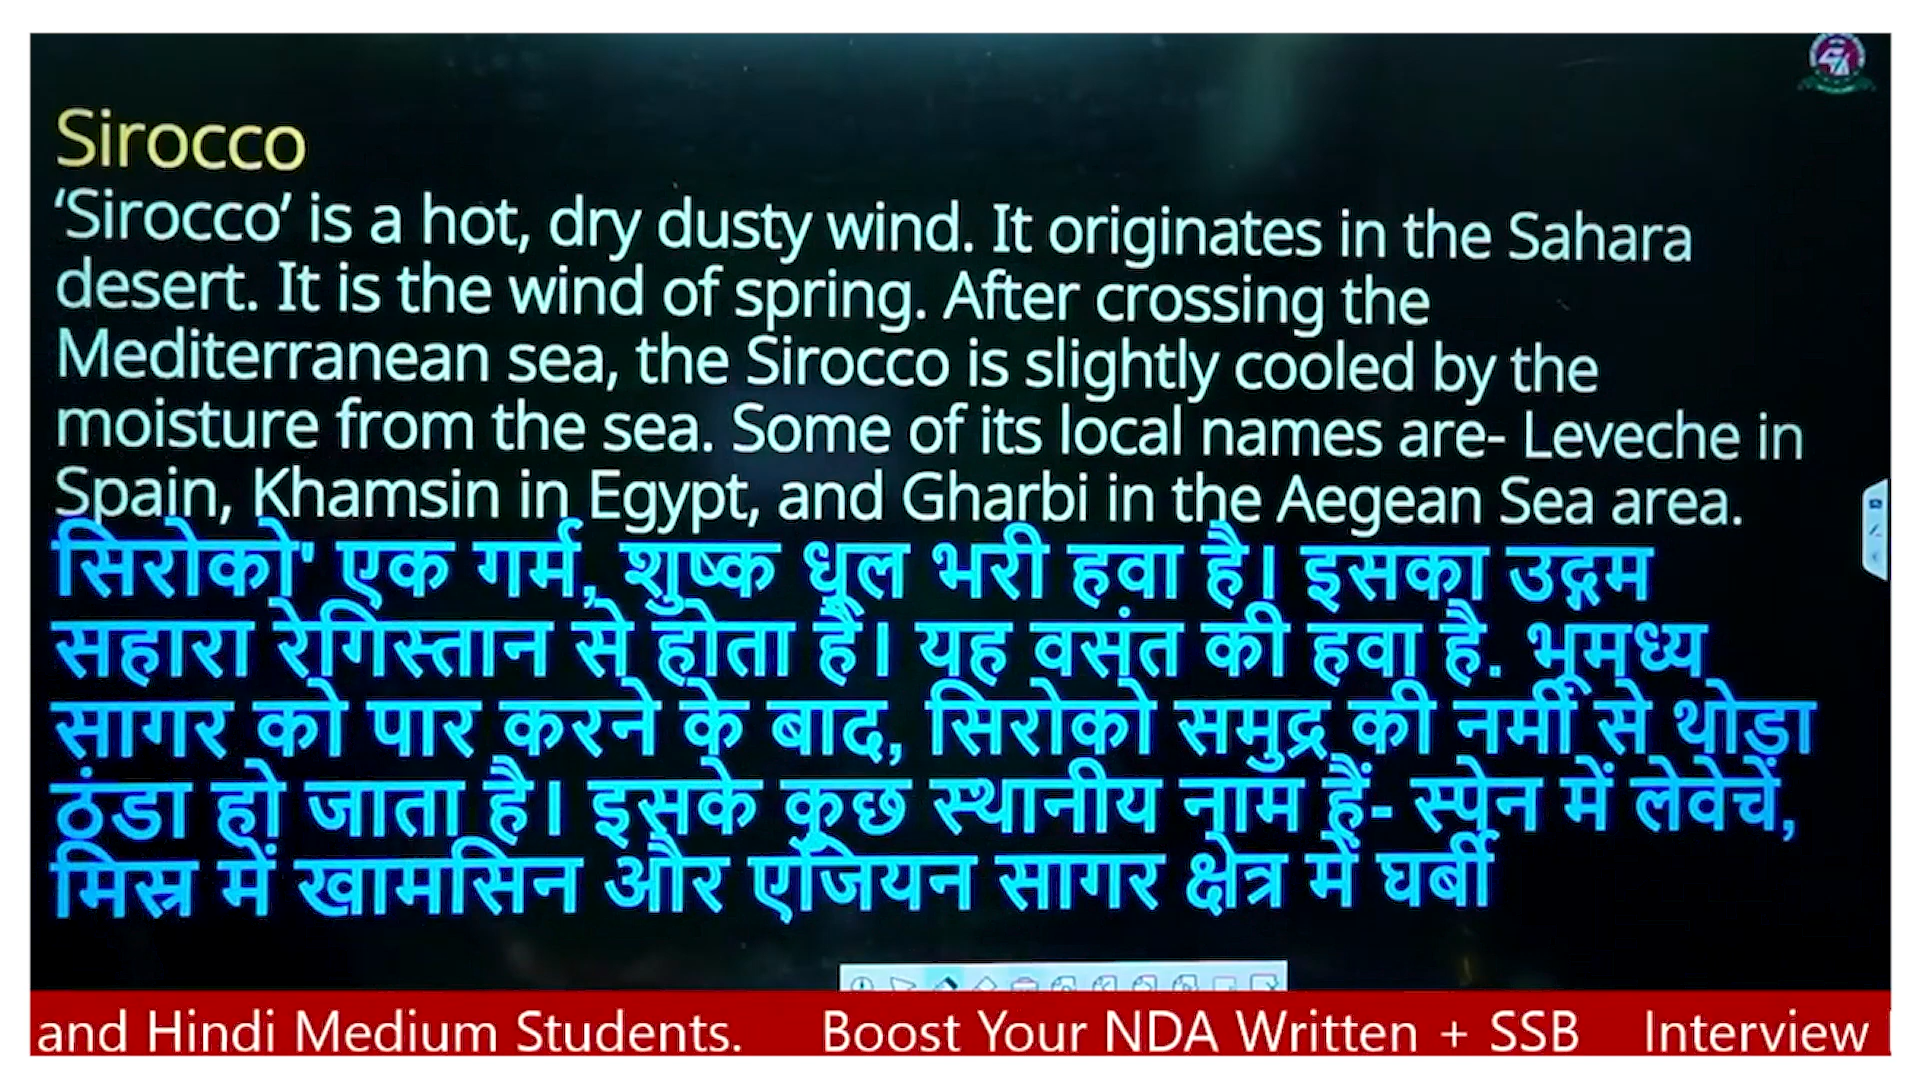 Sirocco
‘Sirocco’ is a hot, dry dusty wind. It originates in the Sahara
desert. It is the wind of spring. After crossing the
Mediterranean sea, the Sirocco is slightly cooled by the
moisture from the sea. Some of its local names are- Leveche in
Spain, Khamsin in Egypt, and Gharbi in the Aegean Sea area.
सिरोको' एक गर्म, शुष्क धूल भरी हवा है। इसका उद्गम
सहारा रेगिस्तान से होता है। यह वसंत की हवा है. भूमध्य
सागर को पार करने के बाद, सिरोको समुद्र की नमी से थोड़ा
ठंडा हो जाता है। इसके कुछ स्थानीय नाम हैं- स्पेन में लेवेचे,
मिस्र में खामसिन और एजियन सागर क्षेत्र में घर्बी
and Hindi Medium Students. Boost Your NDA Written + SSB Interview